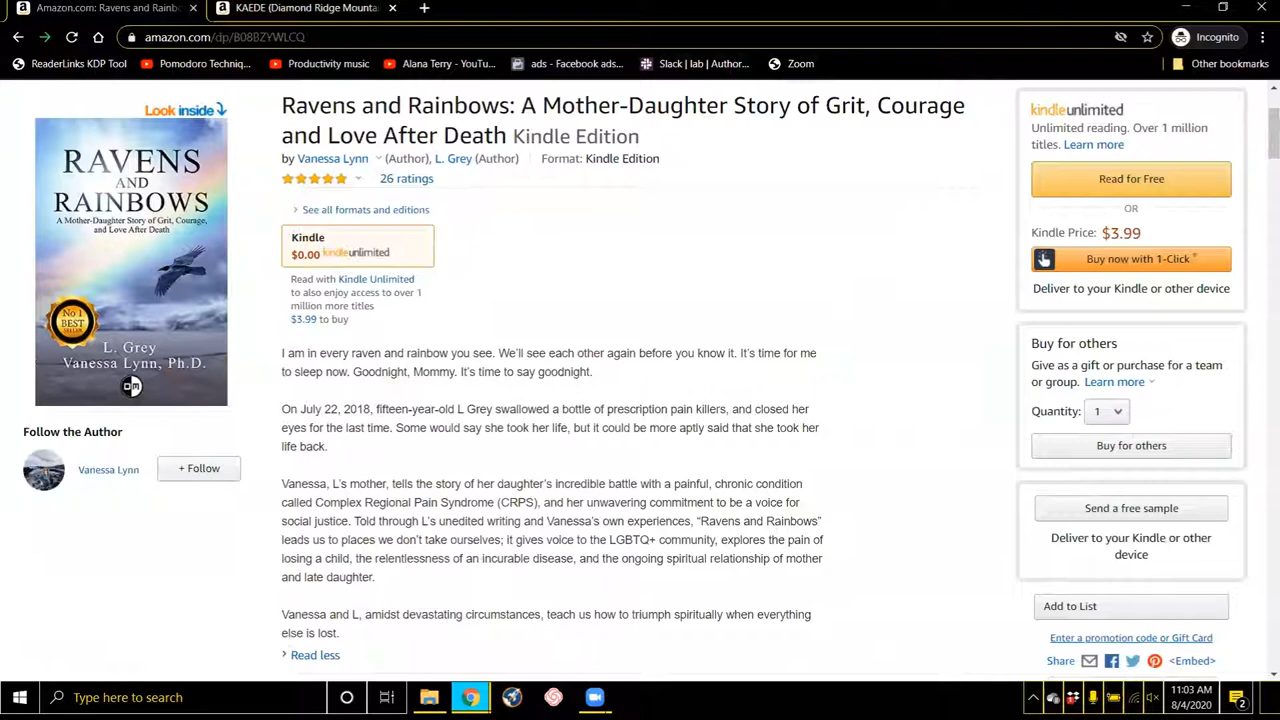 Amazon.com: Ravens and Rainbo
KAEDE (Diamond Ridge Mountai
amazon.com/dp/B08BZYWLCQ
Incognito
ReaderLinks KDP Tool
Pomodoro Techniq...
Productivity music
Alana Terry - YouTu...
ads - Facebook ads...
Slack | lab | Author...
Zoom
Other bookmarks
Look inside
RAVENS
AND
RAINBOWS
A Mother-Daughter Story of Grit, Courage,
and Love After Death
No 1
BEST
SELLER
L. Grey
Vanessa Lynn, Ph.D.
Follow the Author
Vanessa Lynn
+ Follow
Ravens and Rainbows: A Mother-Daughter Story of Grit, Courage
and Love After Death Kindle Edition
by Vanessa Lynn (Author), L. Grey (Author) Format: Kindle Edition
26 ratings
See all formats and editions
Kindle
$0.00 kindleunlimited
Read with Kindle Unlimited
to also enjoy access to over 1
million more titles
$3.99 to buy
I am in every raven and rainbow you see. We'll see each other again before you know it. It's time for me
to sleep now. Goodnight, Mommy. It's time to say goodnight.
On July 22, 2018, fifteen-year-old L Grey swallowed a bottle of prescription pain killers, and closed her
eyes for the last time. Some would say she took her life, but it could be more aptly said that she took her
life back.
Vanessa, L's mother, tells the story of her daughter's incredible battle with a painful, chronic condition
called Complex Regional Pain Syndrome (CRPS), and her unwavering commitment to be a voice for
social justice. Told through L's unedited writing and Vanessa's own experiences, "Ravens and Rainbows"
leads us to places we don't take ourselves; it gives voice to the LGBTQ+ community, explores the pain of
losing a child, the relentlessness of an incurable disease, and the ongoing spiritual relationship of mother
and late daughter.
Vanessa and L, amidst devastating circumstances, teach us how to triumph spiritually when everything
else is lost.
Read less
kindleunlimited
Unlimited reading. Over 1 million
titles. Learn more
Read for Free
OR
Kindle Price: $3.99
Buy now with 1-Click
Deliver to your Kindle or other device
Buy for others
Give as a gift or purchase for a team
or group. Learn more
Quantity: 1
Buy for others
Send a free sample
Deliver to your Kindle or other
device
Add to List
Enter a promotion code or Gift Card
Share <Embed>
Type here to search
11:03 AM
8/4/2020
2